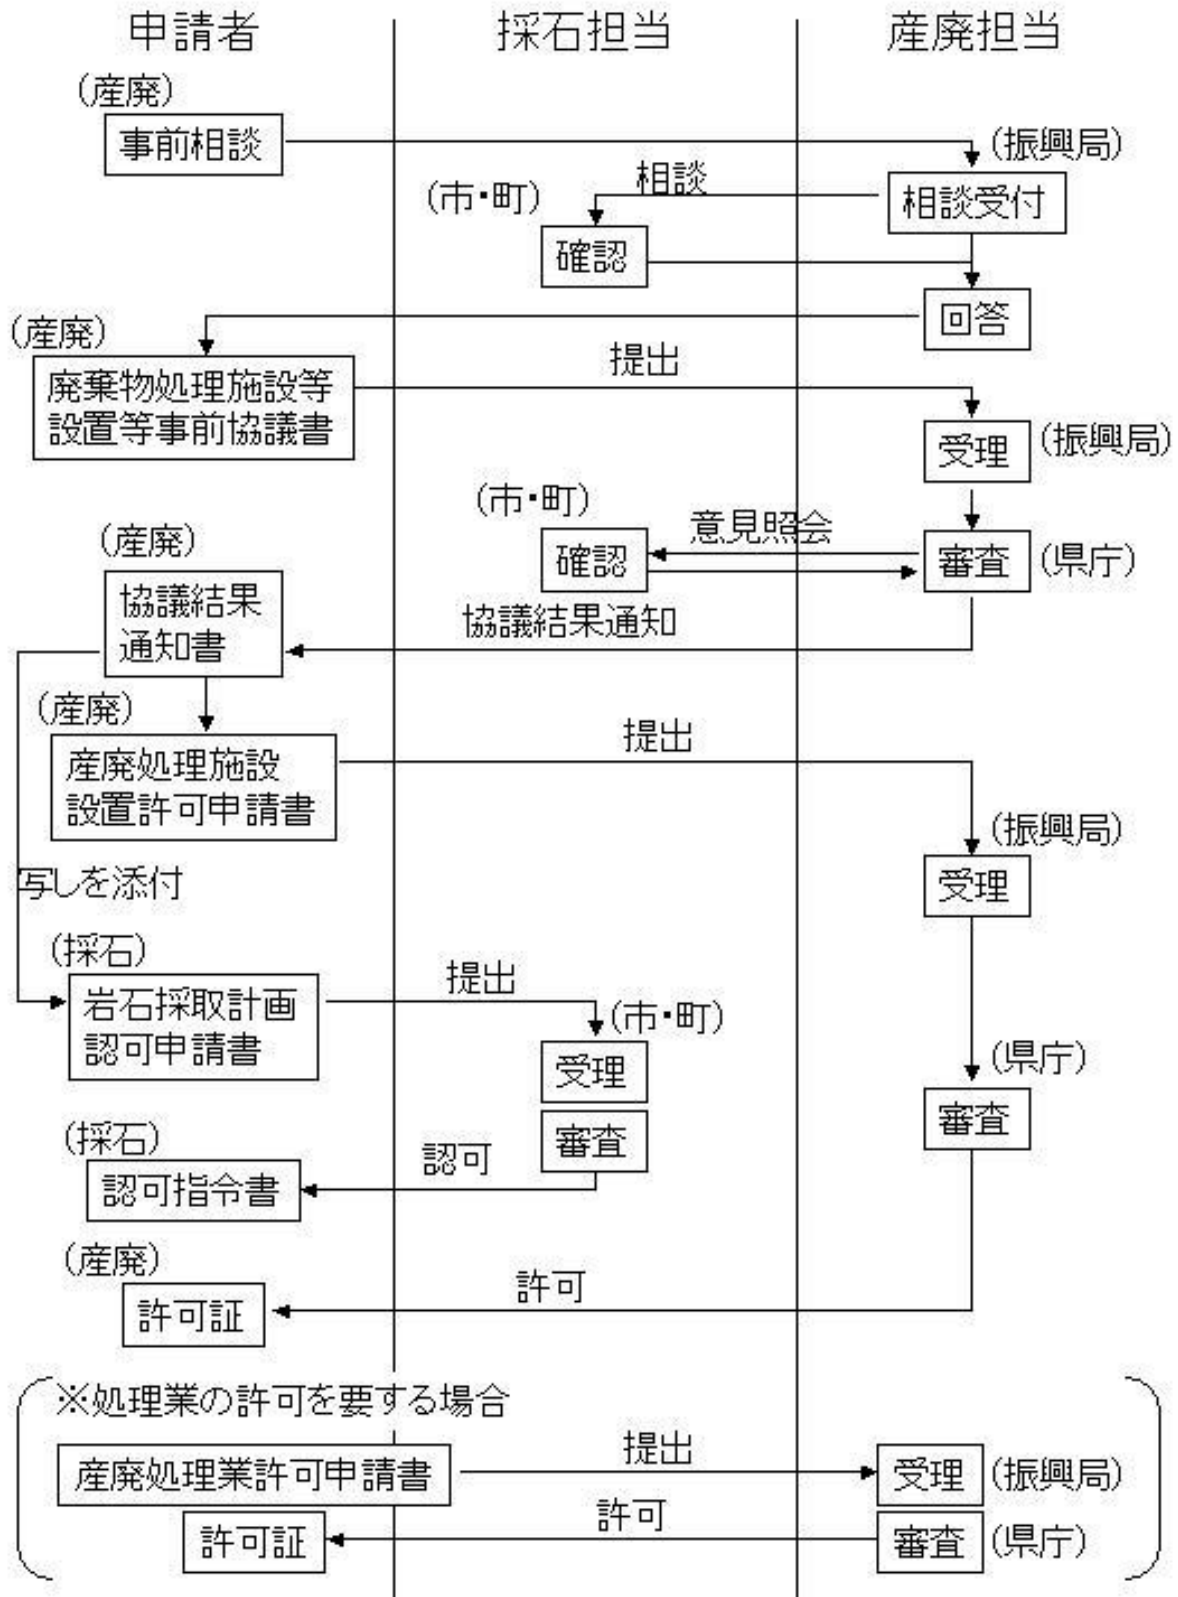 申請者 採石担当 産廃担当
(産廃)
事前相談
(振興局)
相談
(市・町)
相談受付
確認
回答
(産廃)
提出
廃棄物処理施設等
設置等事前協議書
受理 (振興局)
(市・町)
意見照会
(産廃)
確認
審査 (県庁)
協議結果
通知書
協議結果通知
(産廃)
提出
産廃処理施設
設置許可申請書
(振興局)
写しを添付
受理
(採石)
提出
岩石採取計画
認可申請書
(市・町)
受理
(県庁)
審査
審査
(採石)
認可
認可指令書
(産廃)
許可
許可証
※処理業の許可を要する場合
提出
産廃処理業許可申請書
受理 (振興局)
許可
許可証
審査 (県庁)